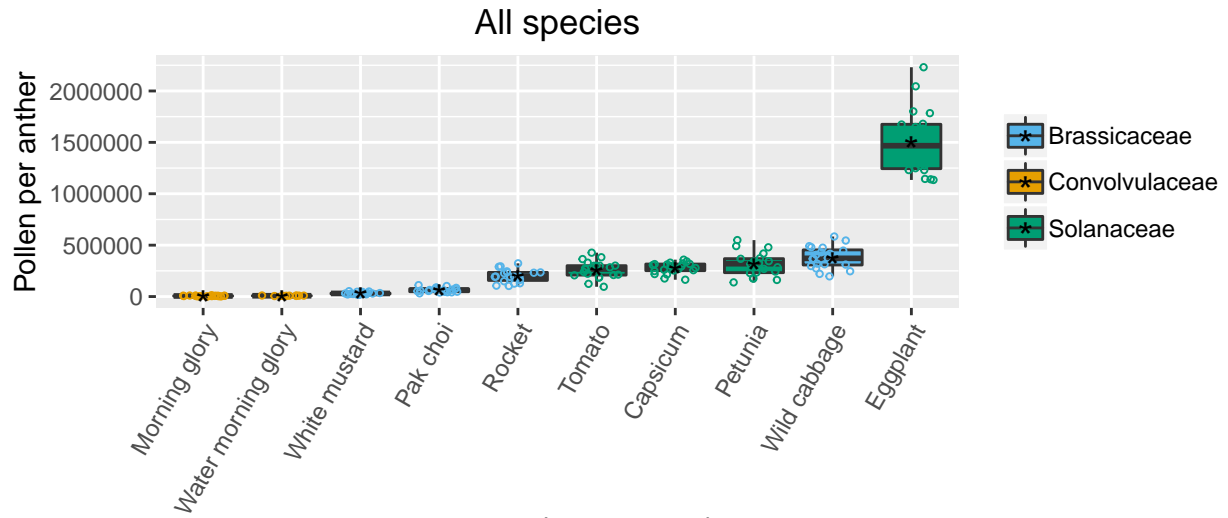 All species
Pollen per anther
2000000
1500000
1000000
500000
0
Morning glory
Water morning glory
White mustard
Pak choi
Rocket
Tomato
Capsicum
Petunia
Wild cabbage
Eggplant
Brassicaceae
Convolvulaceae
Solanaceae